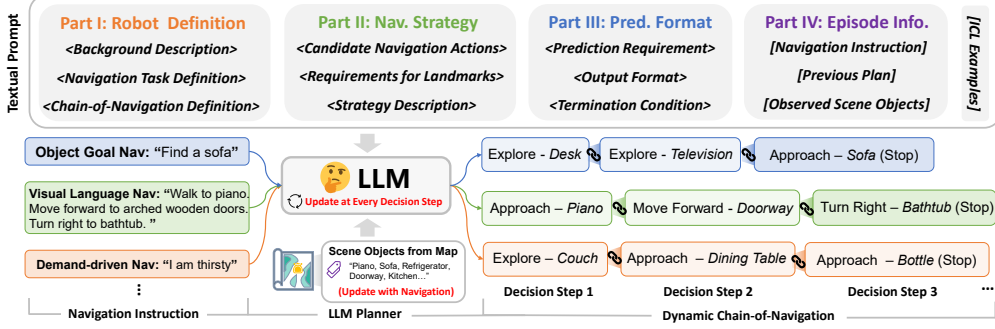 Textual Prompt
Part I: Robot Definition
<Background Description>
<Navigation Task Definition>
<Chain-of-Navigation Definition>
Part II: Nav. Strategy
<Candidate Navigation Actions>
<Requirements for Landmarks>
<Strategy Description>
Part III: Pred. Format
<Prediction Requirement>
<Output Format>
<Termination Condition>
Part IV: Episode Info.
[Navigation Instruction]
[Previous Plan]
[Observed Scene Objects]
[ICL Examples]
Object Goal Nav: “Find a sofa”
Visual Language Nav: “Walk to piano.
Move forward to arched wooden doors.
Turn right to bathtub. ”
Demand-driven Nav: “I am thirsty”
⋮
Navigation Instruction
LLM
Update at Every Decision Step
Scene Objects from Map
“Piano, Sofa, Refrigerator,
Doorway, Kitchen…”
(Update with Navigation)
LLM Planner
Explore - Desk
Explore - Television
Approach – Sofa (Stop)
Approach – Piano
Move Forward - Doorway
Turn Right - Bathtub (Stop)
Explore – Couch
Approach – Dining Table
Approach – Bottle (Stop)
Decision Step 1
Decision Step 2
Decision Step 3
...
Dynamic Chain-of-Navigation